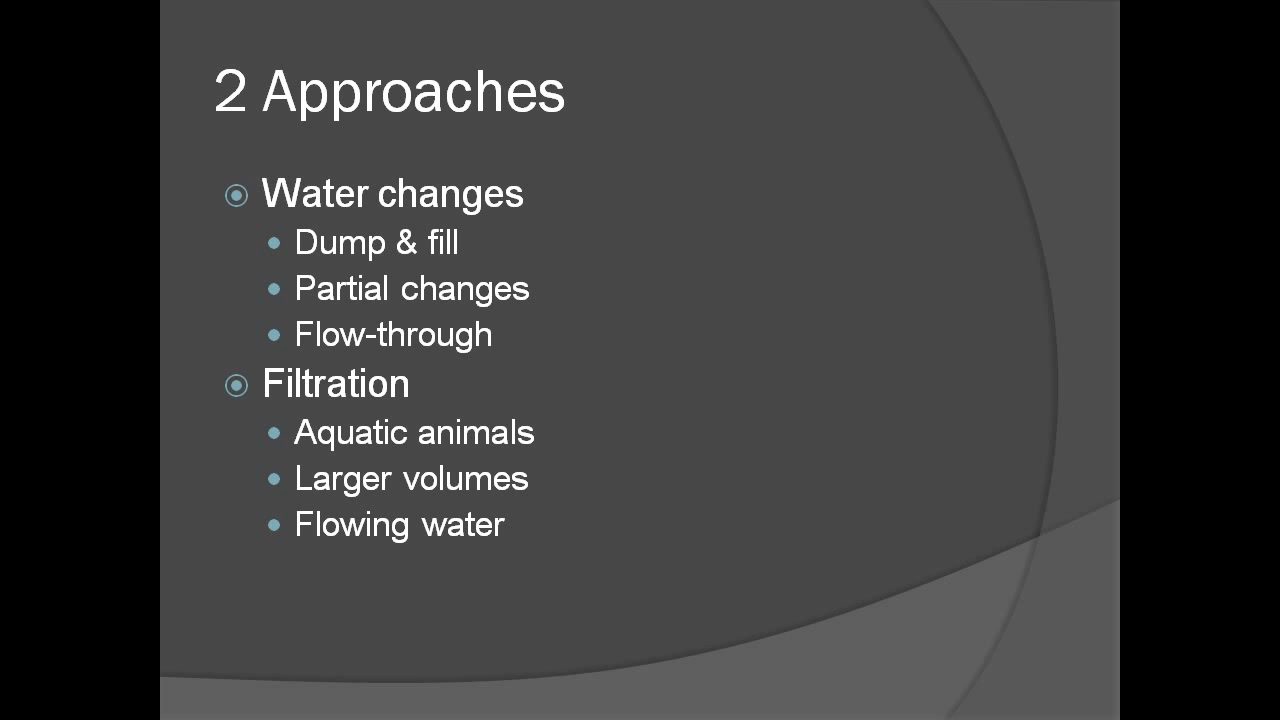 2 Approaches
Water changes
Dump & fill
Partial changes
Flow-through
Filtration
Aquatic animals
Larger volumes
Flowing water